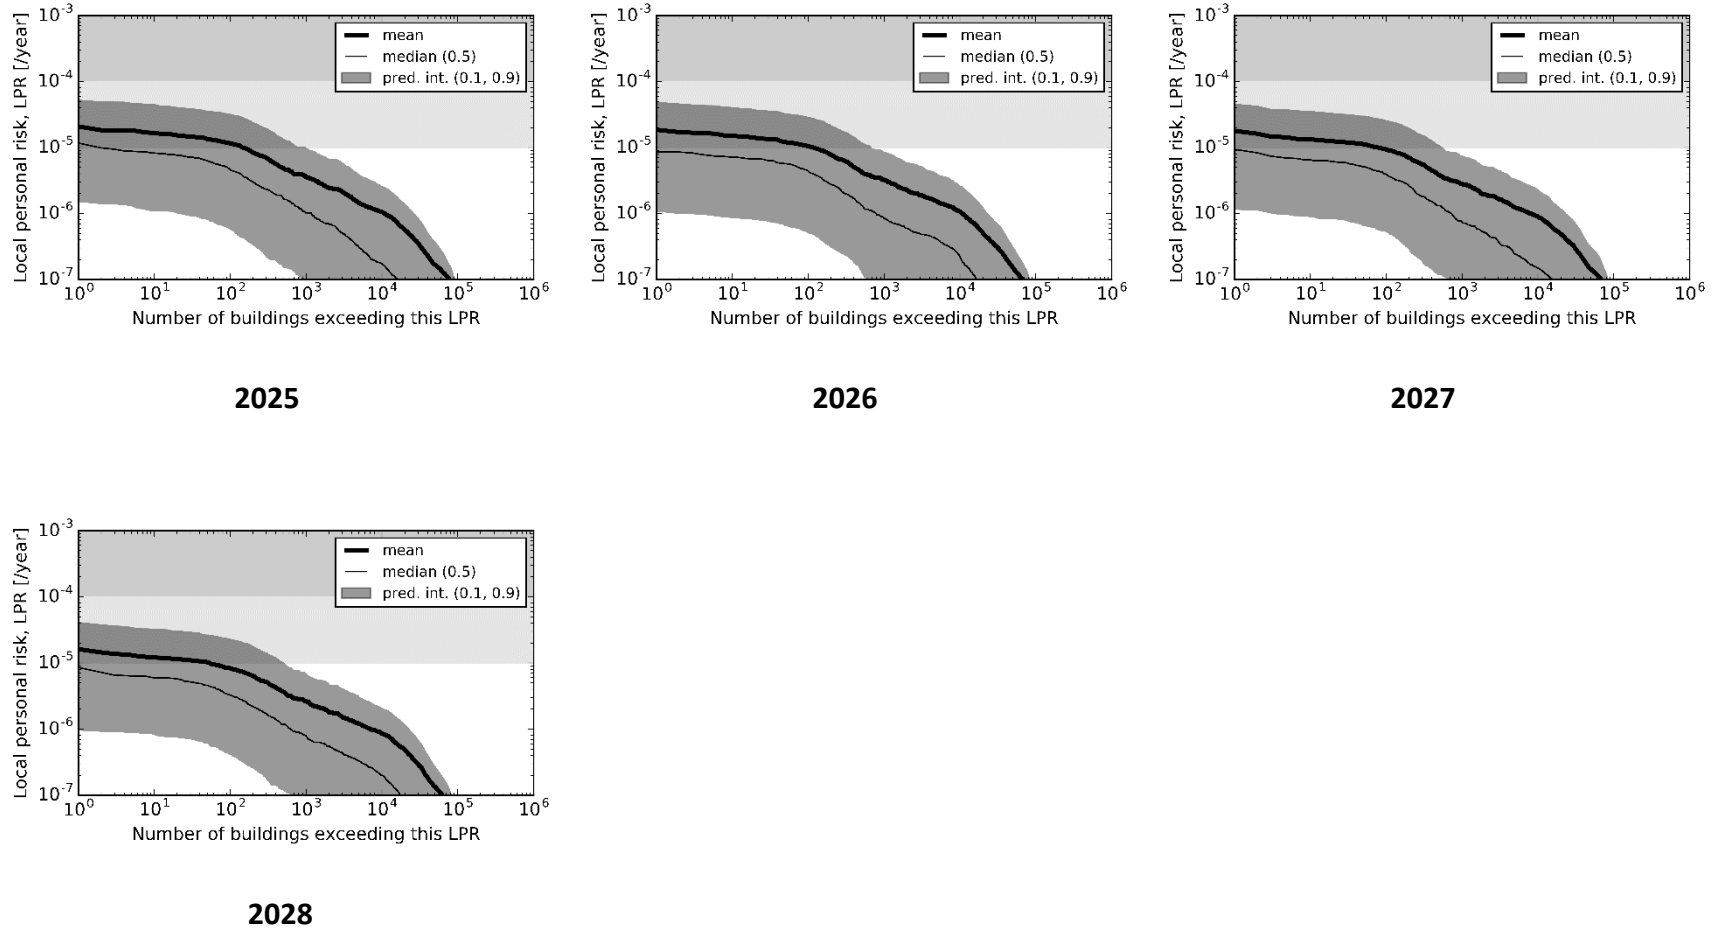 Local personal risk, LPR [/year]
10^-3
10^-4
10^-5
10^-6
10^-7
mean
median (0.5)
pred. int. (0.1, 0.9)
10^0 10^1 10^2 10^3 10^4 10^5 10^6
Number of buildings exceeding this LPR
2025
Local personal risk, LPR [/year]
10^-3
10^-4
10^-5
10^-6
10^-7
mean
median (0.5)
pred. int. (0.1, 0.9)
10^0 10^1 10^2 10^3 10^4 10^5 10^6
Number of buildings exceeding this LPR
2026
Local personal risk, LPR [/year]
10^-3
10^-4
10^-5
10^-6
10^-7
mean
median (0.5)
pred. int. (0.1, 0.9)
10^0 10^1 10^2 10^3 10^4 10^5 10^6
Number of buildings exceeding this LPR
2027
Local personal risk, LPR [/year]
10^-3
10^-4
10^-5
10^-6
10^-7
mean
median (0.5)
pred. int. (0.1, 0.9)
10^0 10^1 10^2 10^3 10^4 10^5 10^6
Number of buildings exceeding this LPR
2028